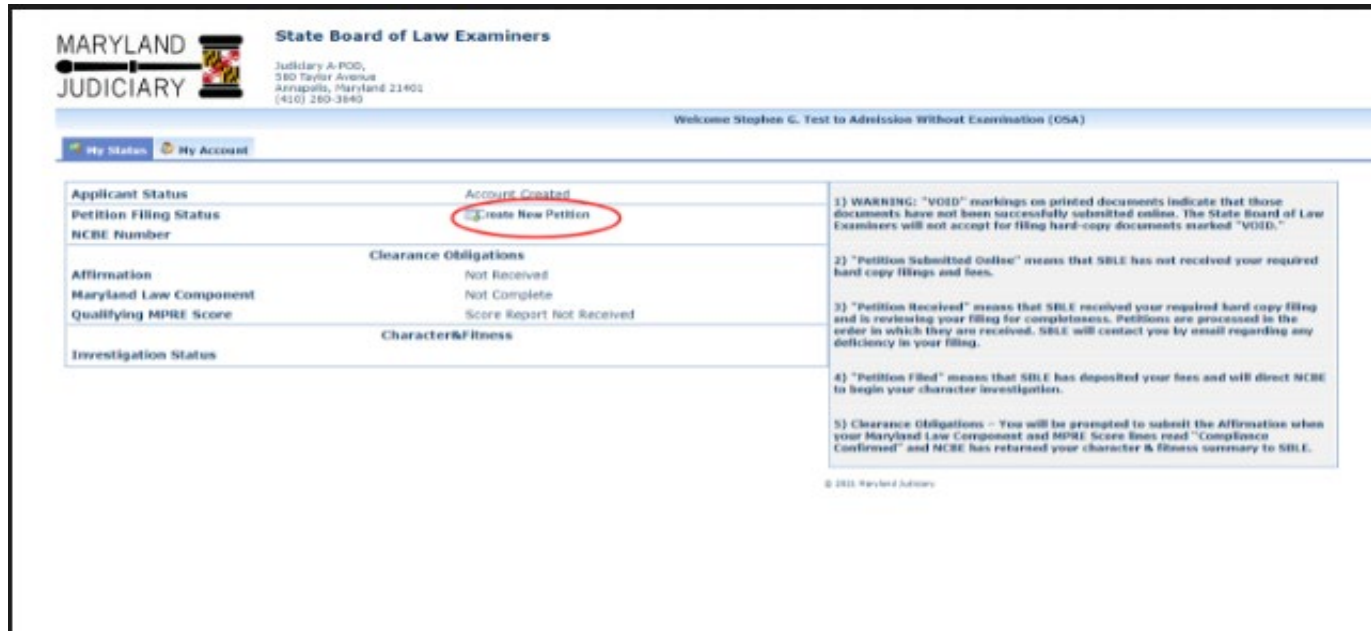 MARYLAND
JUDICIARY
State Board of Law Examiners
Judiciary A-POD,
580 Taylor Avenue
Annapolis, Maryland 21401
(410) 260-3640
Welcome Stephen G. Test to Admission Without Examination (OSA)
My Status My Account
Applicant Status Account Created
Petition Filing Status Create New Petition
NCBE Number
Clearance Obligations
Affirmation Not Received
Maryland Law Component Not Complete
Qualifying MPRE Score Score Report Not Received
Character&Fitness
Investigation Status
1) WARNING: "VOID" markings on printed documents indicate that those
documents have not been successfully submitted online. The State Board of Law
Examiners will not accept for filing hard-copy documents marked "VOID."
2) "Petition Submitted Online" means that SBLE has not received your required
hard copy filings and fees.
3) "Petition Received" means that SBLE received your required hard copy filing
and is reviewing your filing for completeness. Petitions are processed in the
order in which they are received. SBLE will contact you by email regarding any
deficiency in your filing.
4) "Petition Filed" means that SBLE has deposited your fees and will direct NCBE
to begin your character investigation.
5) Clearance Obligations – You will be prompted to submit the Affirmation when
your Maryland Law Component and MPRE Score lines read "Compliance
Confirmed" and NCBE has returned your character & fitness summary to SBLE.
© Maryland Judiciary